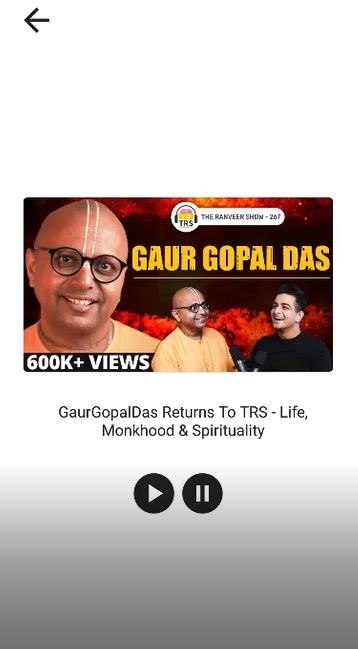 TRS
THE RANVEER SHOW - 267
GAUR GOPAL DAS
600K+ VIEWS
GaurGopalDas Returns To TRS - Life,
Monkhood & Spirituality